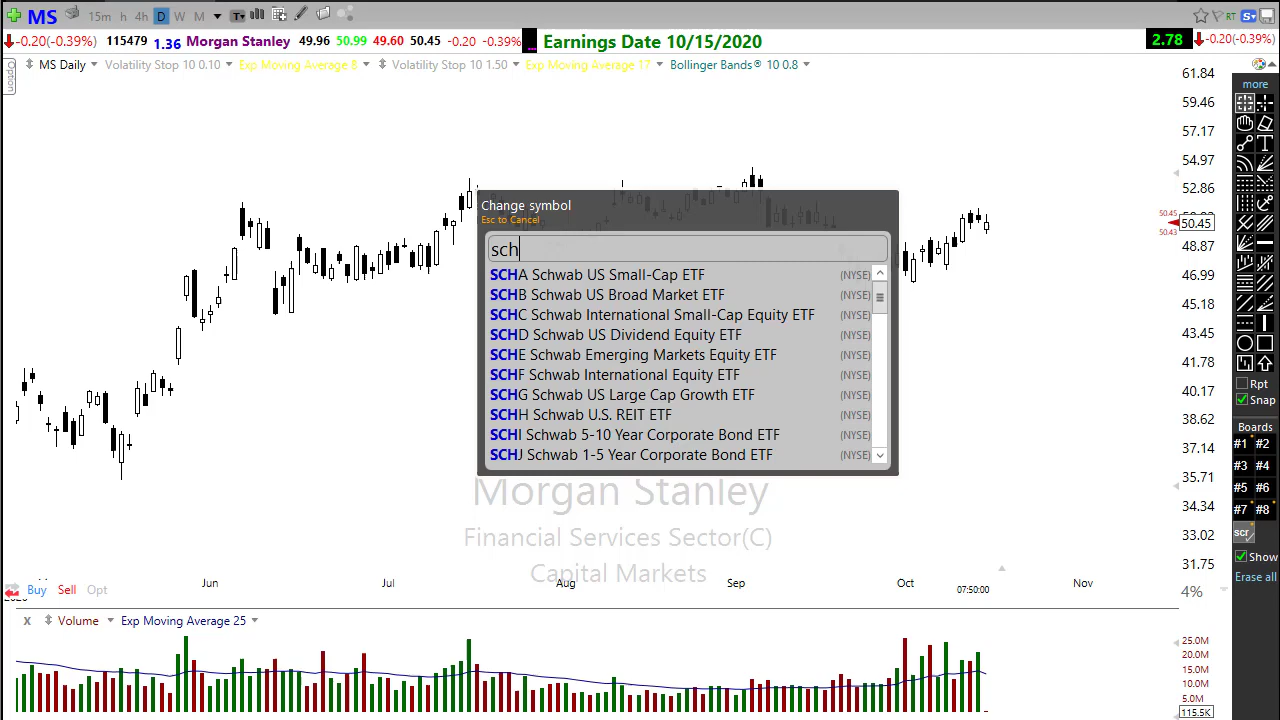 MS 15m h 4h D W M T
RT S
-0.20(-0.39%) 115479 1.36 Morgan Stanley 49.96 50.99 49.60 50.45 -0.20 -0.39% ... Earnings Date 10/15/2020 2.78 -0.20(-0.39%)
Option
MS Daily Volatility Stop 10 0.10 Exp Moving Average 8 Volatility Stop 10 1.50 Exp Moving Average 17 Bollinger Bands® 10 0.8
61.84
59.46
57.17
54.97
52.86
50.45
50.45
50.43
48.87
46.99
45.18
43.45
41.78
40.17
38.62
37.14
35.71
34.34
33.02
31.75
4%
more
T
Rpt
Snap
Boards
#1 #2
#3 #4
#5 #6
#7 #8
scr
Show
Erase all
Change symbol
Esc to Cancel
sch
SCHA Schwab US Small-Cap ETF (NYSE)
SCHB Schwab US Broad Market ETF (NYSE)
SCHC Schwab International Small-Cap Equity ETF (NYSE)
SCHD Schwab US Dividend Equity ETF (NYSE)
SCHE Schwab Emerging Markets Equity ETF (NYSE)
SCHF Schwab International Equity ETF (NYSE)
SCHG Schwab US Large Cap Growth ETF (NYSE)
SCHH Schwab U.S. REIT ETF (NYSE)
SCHI Schwab 5-10 Year Corporate Bond ETF (NYSE)
SCHJ Schwab 1-5 Year Corporate Bond ETF (NYSE)
Morgan Stanley
Financial Services Sector(C)
Capital Markets
Jun Jul Aug Sep Oct Nov
Buy Sell Opt
07:50:00
x Volume Exp Moving Average 25
25.0M
20.0M
15.0M
10.0M
5.0M
115.5K